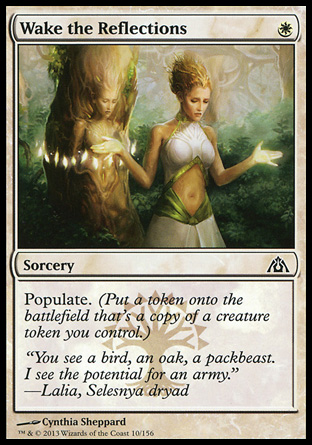 Wake the Reflections
Sorcery
Populate. (Put a token onto the
battlefield that's a copy of a creature
token you control.)
"You see a bird, an oak, a packbeast.
I see the potential for an army."
—Lalia, Selesnya dryad
Cynthia Sheppard
™ & © 2013 Wizards of the Coast 10/156